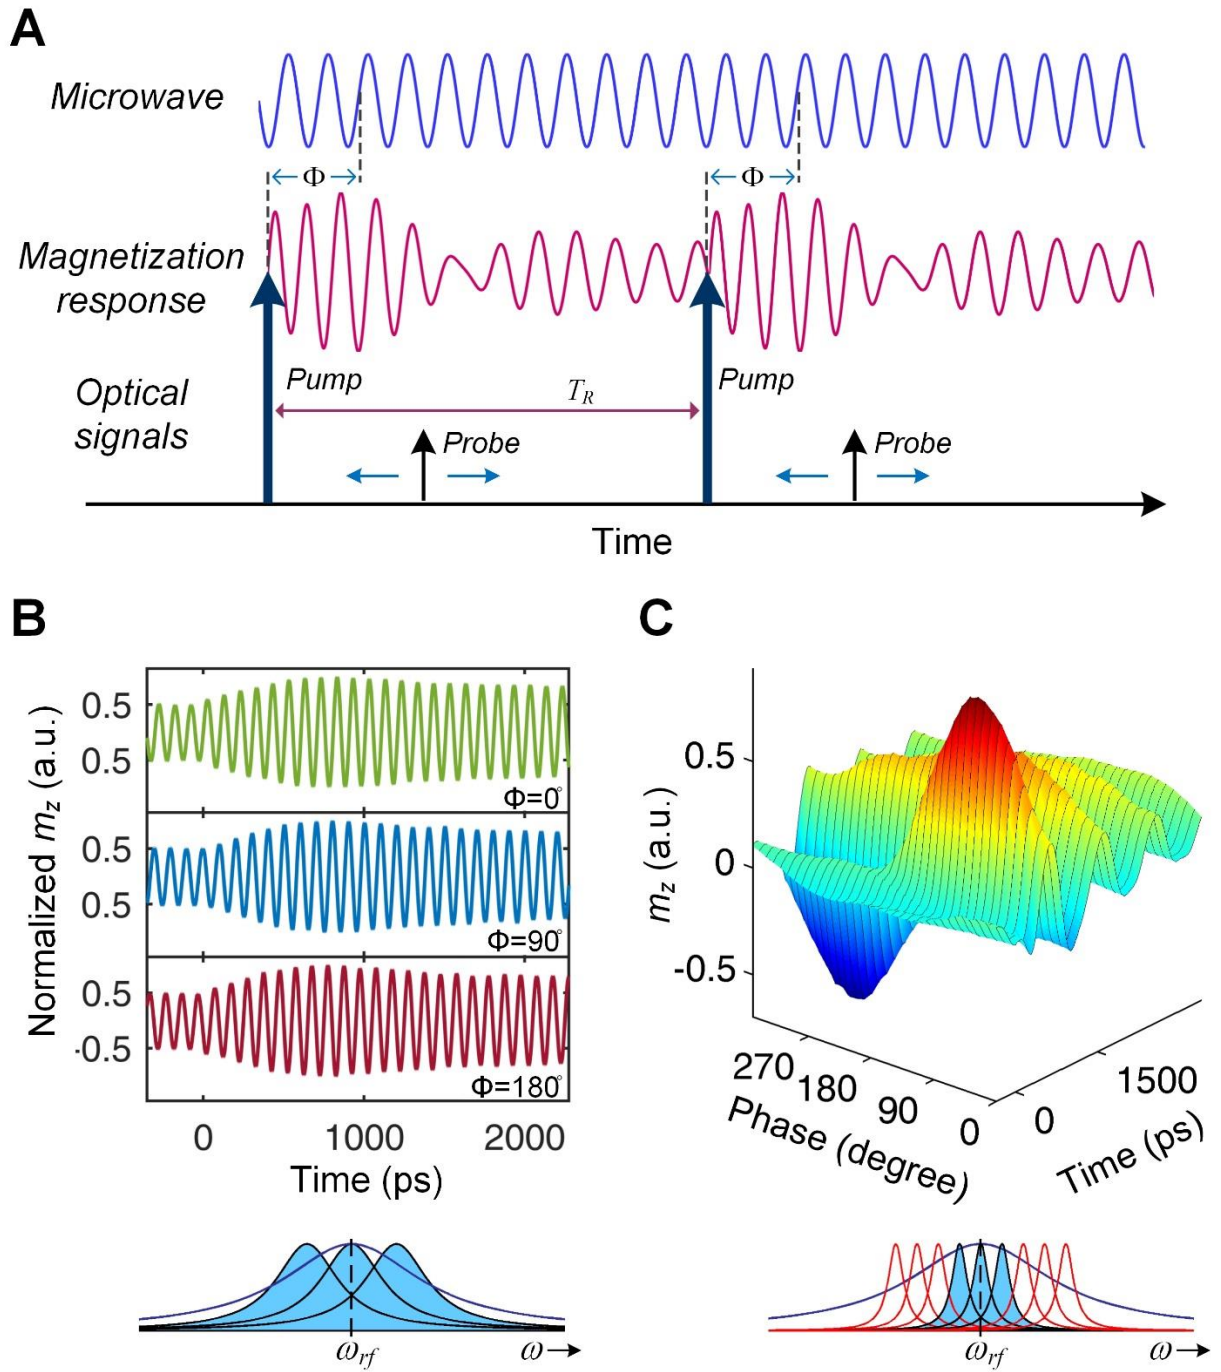 A
Microwave
Φ
Φ
Magnetization
response
Optical
signals
Pump
T_R
Pump
Probe
Probe
Time
B
C
Normalized m_z (a.u.)
0.5
0.5
Φ=0°
0.5
0.5
Φ=90°
0.5
-0.5
Φ=180°
0
1000
2000
Time (ps)
m_z (a.u.)
0.5
0
-0.5
270
180
90
0
Phase (degree)
0
1500
Time (ps)
ω_rf
ω
ω_rf
ω